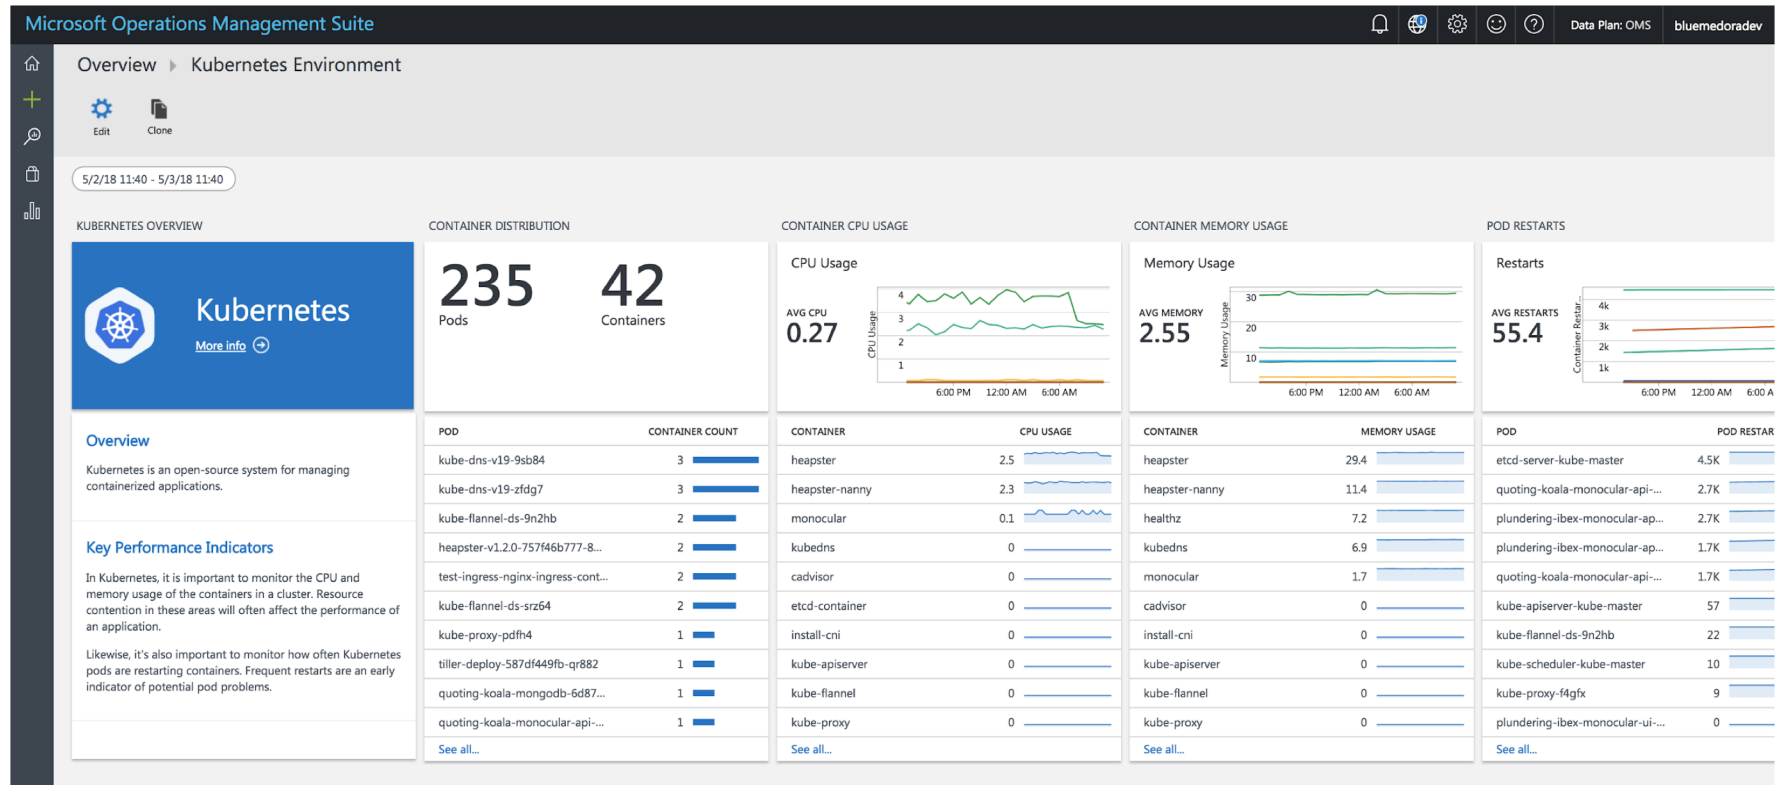 Microsoft Operations Management Suite
Data Plan: OMS
bluemedoradev
Overview
Kubernetes Environment
Edit
Clone
5/2/18 11:40 - 5/3/18 11:40
KUBERNETES OVERVIEW
Kubernetes
More info
Overview
Kubernetes is an open-source system for managing
containerized applications.
Key Performance Indicators
In Kubernetes, it is important to monitor the CPU and
memory usage of the containers in a cluster. Resource
contention in these areas will often affect the performance of
an application.
Likewise, it's also important to monitor how often Kubernetes
pods are restarting containers. Frequent restarts are an early
indicator of potential pod problems.
CONTAINER DISTRIBUTION
235 42
Pods Containers
POD CONTAINER COUNT
kube-dns-v19-9sb84 3
kube-dns-v19-zfdg7 3
kube-flannel-ds-9n2hb 2
heapster-v1.2.0-757f46b777-8... 2
test-ingress-nginx-ingress-cont... 2
kube-flannel-ds-srz64 2
kube-proxy-pdfh4 1
tiller-deploy-587df449fb-qr882 1
quoting-koala-mongodb-6d87... 1
quoting-koala-monocular-api-... 1
See all...
CONTAINER CPU USAGE
CPU Usage
AVG CPU
0.27
CPU Usage
4
3
2
1
6:00 PM 12:00 AM 6:00 AM
CONTAINER CPU USAGE
heapster 2.5
heapster-nanny 2.3
monocular 0.1
kubedns 0
cadvisor 0
etcd-container 0
install-cni 0
kube-apiserver 0
kube-flannel 0
kube-proxy 0
See all...
CONTAINER MEMORY USAGE
Memory Usage
AVG MEMORY
2.55
Memory Usage
30
20
10
6:00 PM 12:00 AM 6:00 AM
CONTAINER MEMORY USAGE
heapster 29.4
heapster-nanny 11.4
healthz 7.2
kubedns 6.9
monocular 1.7
cadvisor 0
install-cni 0
kube-apiserver 0
kube-flannel 0
kube-proxy 0
See all...
POD RESTARTS
Restarts
AVG RESTARTS
55.4
Container Restar...
4k
3k
2k
1k
6:00 PM 12:00 AM 6:00 A
POD POD RESTAR
etcd-server-kube-master 4.5K
quoting-koala-monocular-api-... 2.7K
plundering-ibex-monocular-ap... 2.7K
plundering-ibex-monocular-ap... 1.7K
quoting-koala-monocular-api-... 1.7K
kube-apiserver-kube-master 57
kube-flannel-ds-9n2hb 22
kube-scheduler-kube-master 10
kube-proxy-f4gfx 9
plundering-ibex-monocular-ui-... 0
See all...